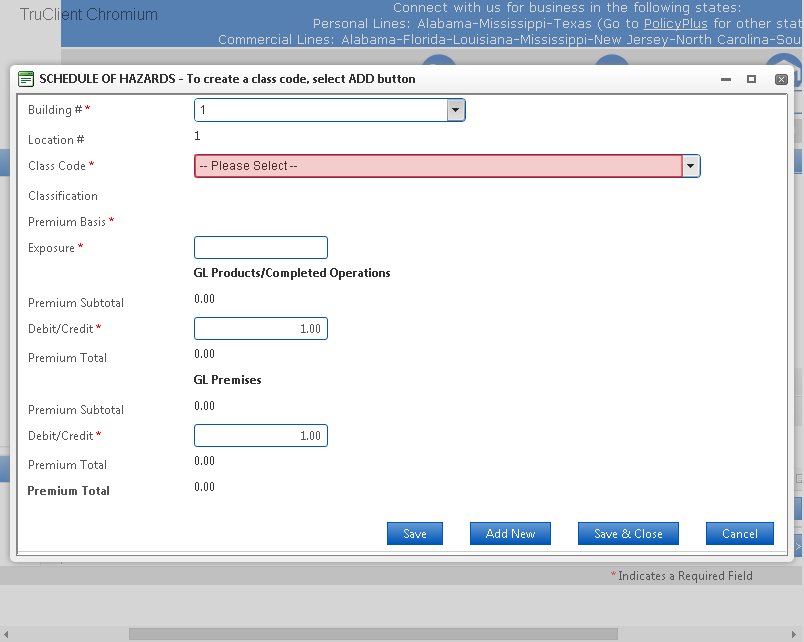 TruClient Chromium
Connect with us for business in the following states:
Personal Lines: Alabama-Mississippi-Texas (Go to PolicyPlus for other stat
Commercial Lines: Alabama-Florida-Louisiana-Mississippi-New Jersey-North Carolina-Sou
SCHEDULE OF HAZARDS - To create a class code, select ADD button
Building # * 1
Location # 1
Class Code * -- Please Select --
Classification
Premium Basis *
Exposure *
GL Products/Completed Operations
Premium Subtotal 0.00
Debit/Credit * 1.00
Premium Total 0.00
GL Premises
Premium Subtotal 0.00
Debit/Credit * 1.00
Premium Total 0.00
Premium Total 0.00
Save Add New Save & Close Cancel
* Indicates a Required Field